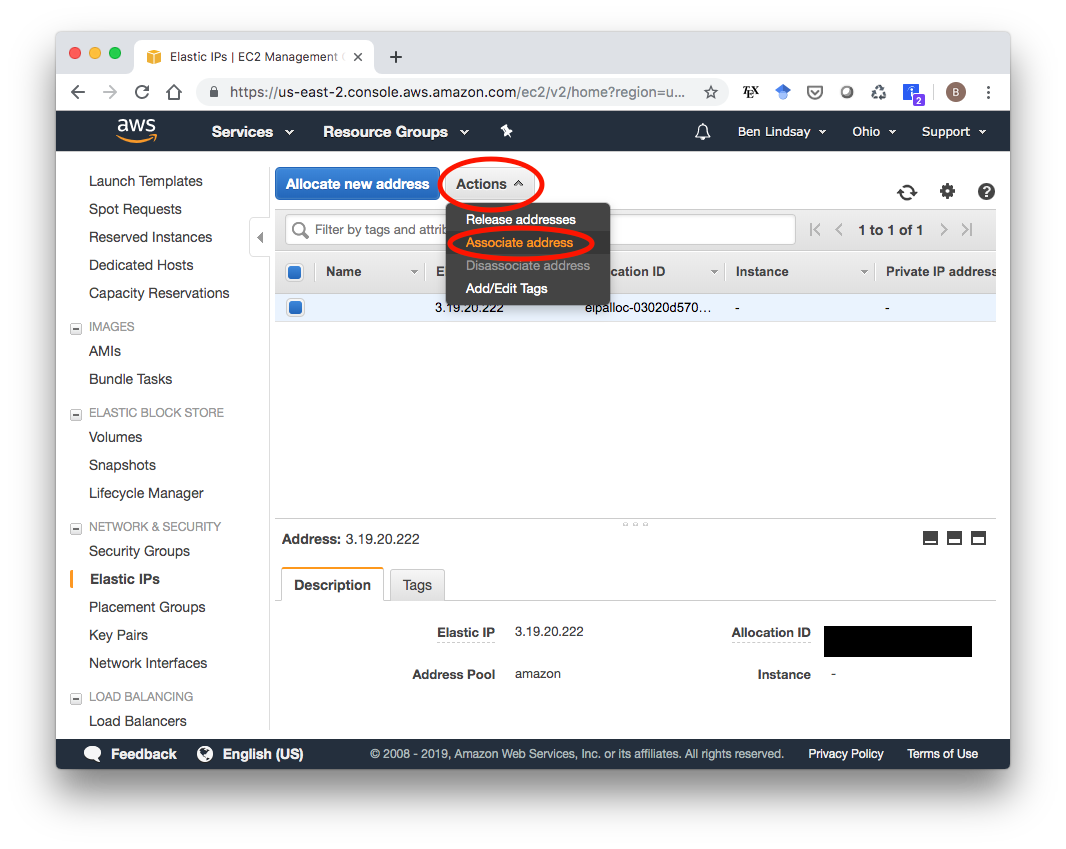 Elastic IPs | EC2 Management
https://us-east-2.console.aws.amazon.com/ec2/v2/home?region=u...
TEX
2
B
aws
Services
Resource Groups
Ben Lindsay
Ohio
Support
Launch Templates
Spot Requests
Reserved Instances
Dedicated Hosts
Capacity Reservations
IMAGES
AMIs
Bundle Tasks
ELASTIC BLOCK STORE
Volumes
Snapshots
Lifecycle Manager
NETWORK & SECURITY
Security Groups
Elastic IPs
Placement Groups
Key Pairs
Network Interfaces
LOAD BALANCING
Load Balancers
Allocate new address
Actions
Release addresses
Associate address
Disassociate address
Add/Edit Tags
Filter by tags and attrib
1 to 1 of 1
Name
E
cation ID
Instance
Private IP address
3.19.20.222
eipalloc-03020d570...
-
-
Address: 3.19.20.222
Description
Tags
Elastic IP
3.19.20.222
Allocation ID
Address Pool
amazon
Instance
-
Feedback
English (US)
© 2008 - 2019, Amazon Web Services, Inc. or its affiliates. All rights reserved.
Privacy Policy
Terms of Use